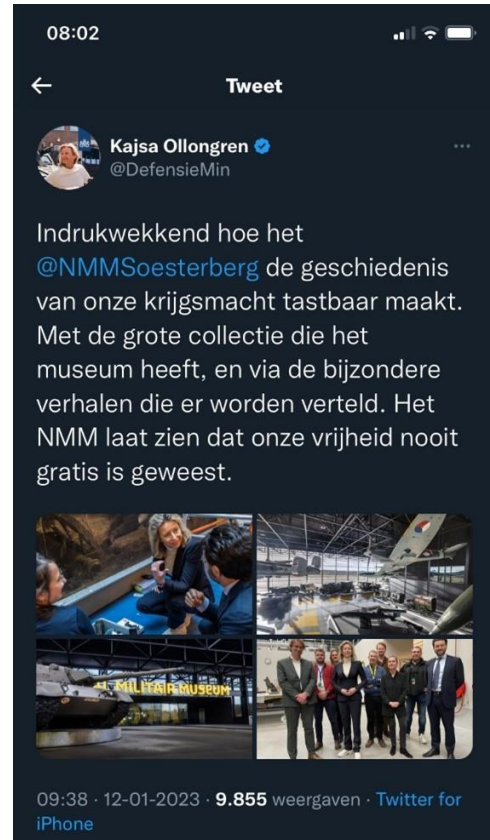 08:02
Tweet
Kajsa Ollongren
@DefensieMin
Indrukwekkend hoe het
@NMMSoesterberg de geschiedenis
van onze krijgsmacht tastbaar maakt.
Met de grote collectie die het
museum heeft, en via de bijzondere
verhalen die er worden verteld. Het
NMM laat zien dat onze vrijheid nooit
gratis is geweest.
MILITAIR MUSEUM
09:38 · 12-01-2023 · 9.855 weergaven · Twitter for
iPhone